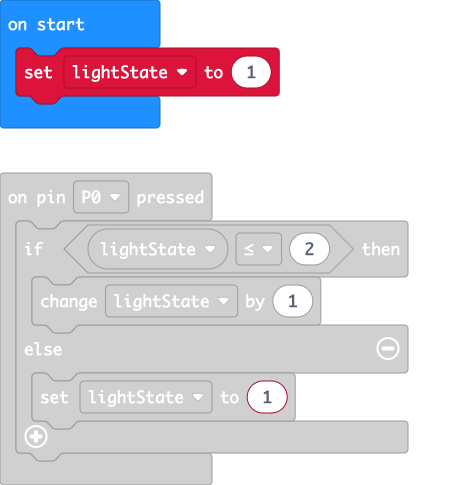 on start
set lightState to 1
on pin P0 pressed
if lightState ≤ 2 then
change lightState by 1
else
set lightState to 1